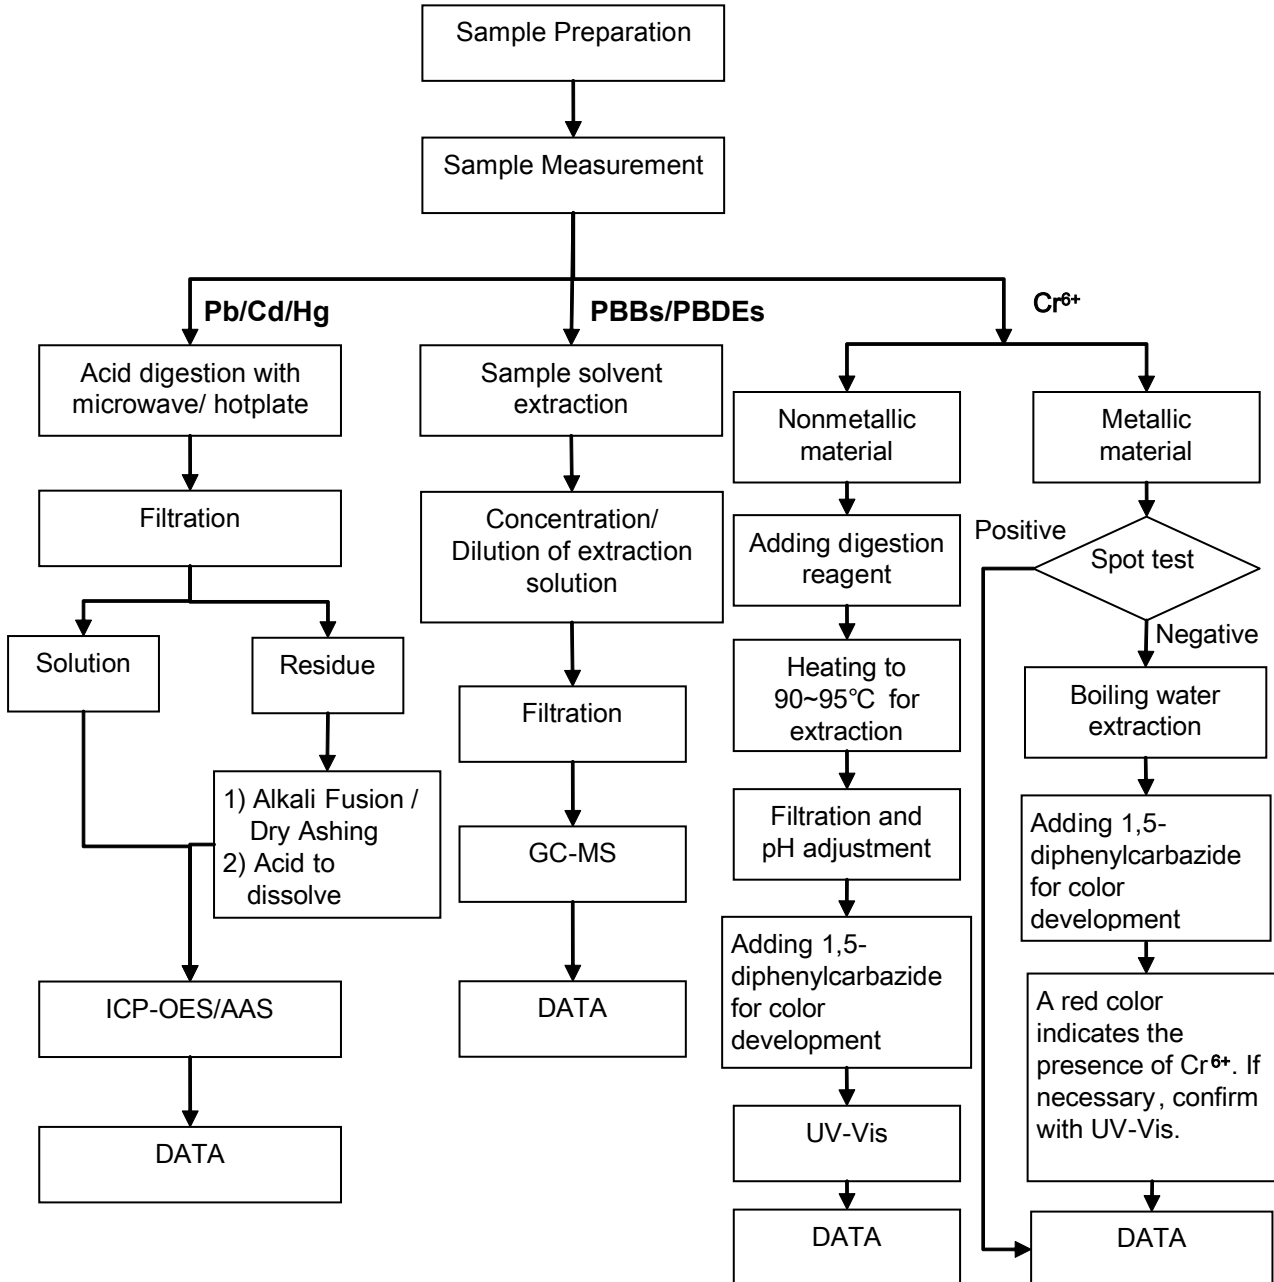 Sample Preparation
Sample Measurement
Pb/Cd/Hg
PBBs/PBDEs
Cr⁶⁺
Acid digestion with
microwave/ hotplate
Filtration
Solution
Residue
1) Alkali Fusion /
Dry Ashing
2) Acid to
dissolve
ICP-OES/AAS
DATA
Sample solvent
extraction
Concentration/
Dilution of extraction
solution
Filtration
GC-MS
DATA
Nonmetallic
material
Adding digestion
reagent
Heating to
90~95℃ for
extraction
Filtration and
pH adjustment
Adding 1,5-
diphenylcarbazide
for color
development
UV-Vis
DATA
Metallic
material
Positive
Spot test
Negative
Boiling water
extraction
Adding 1,5-
diphenylcarbazide
for color
development
A red color
indicates the
presence of Cr⁶⁺. If
necessary, confirm
with UV-Vis.
DATA